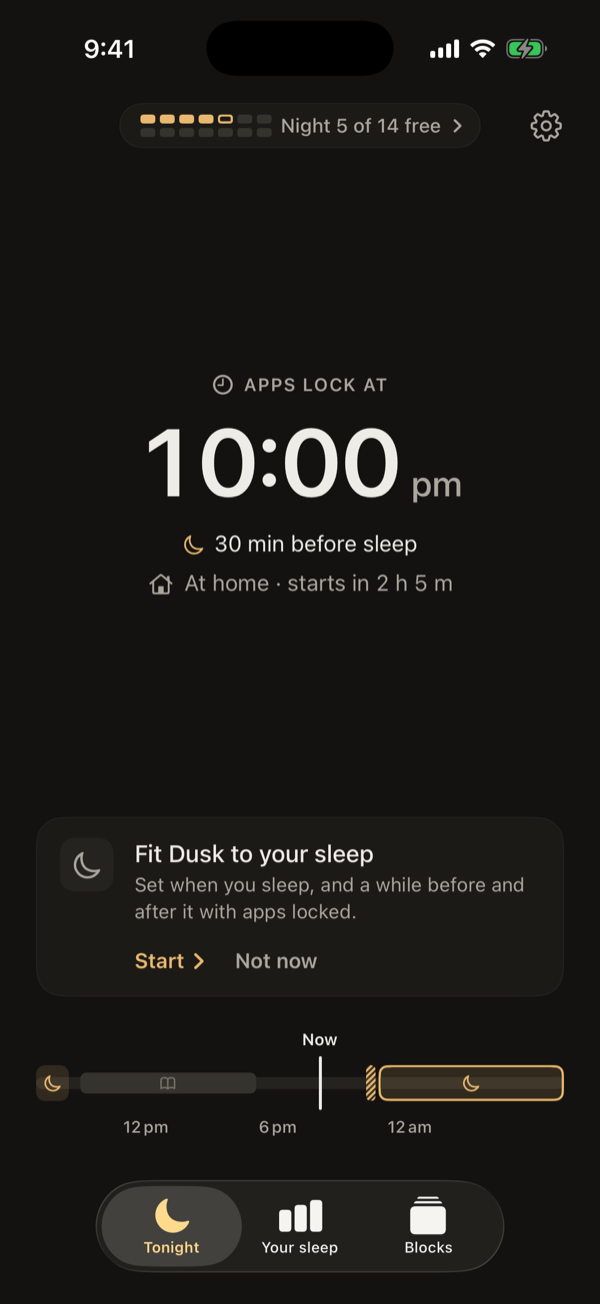 9:41
Night 5 of 14 free
APPS LOCK AT
10:00 pm
30 min before sleep
At home · starts in 2 h 5 m
Fit Dusk to your sleep
Set when you sleep, and a while before and
after it with apps locked.
Start
Not now
Now
12 pm
6 pm
12 am
Tonight
Your sleep
Blocks